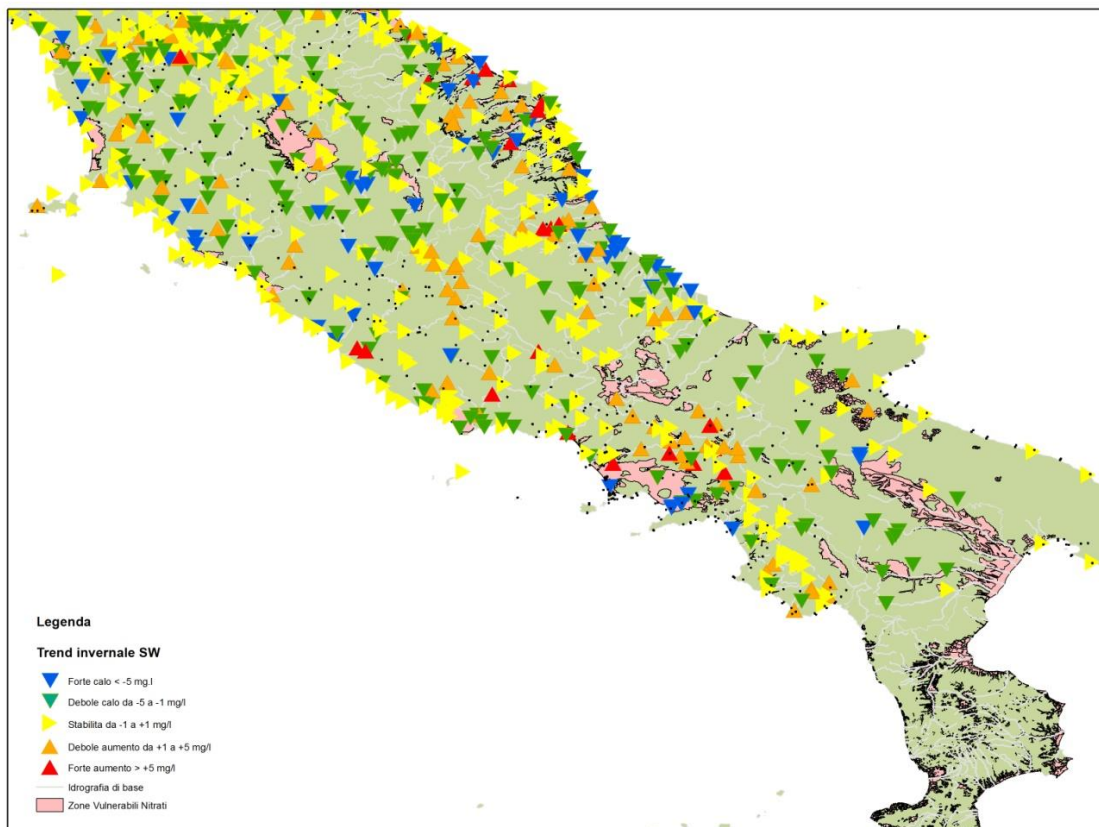 Legenda
Trend invernale SW
Forte calo < -5 mg.l
Debole calo da -5 a -1 mg/l
Stabilita da -1 a +1 mg/l
Debole aumento da +1 a +5 mg/l
Forte aumento > +5 mg/l
Idrografia di base
Zone Vulnerabili Nitrati